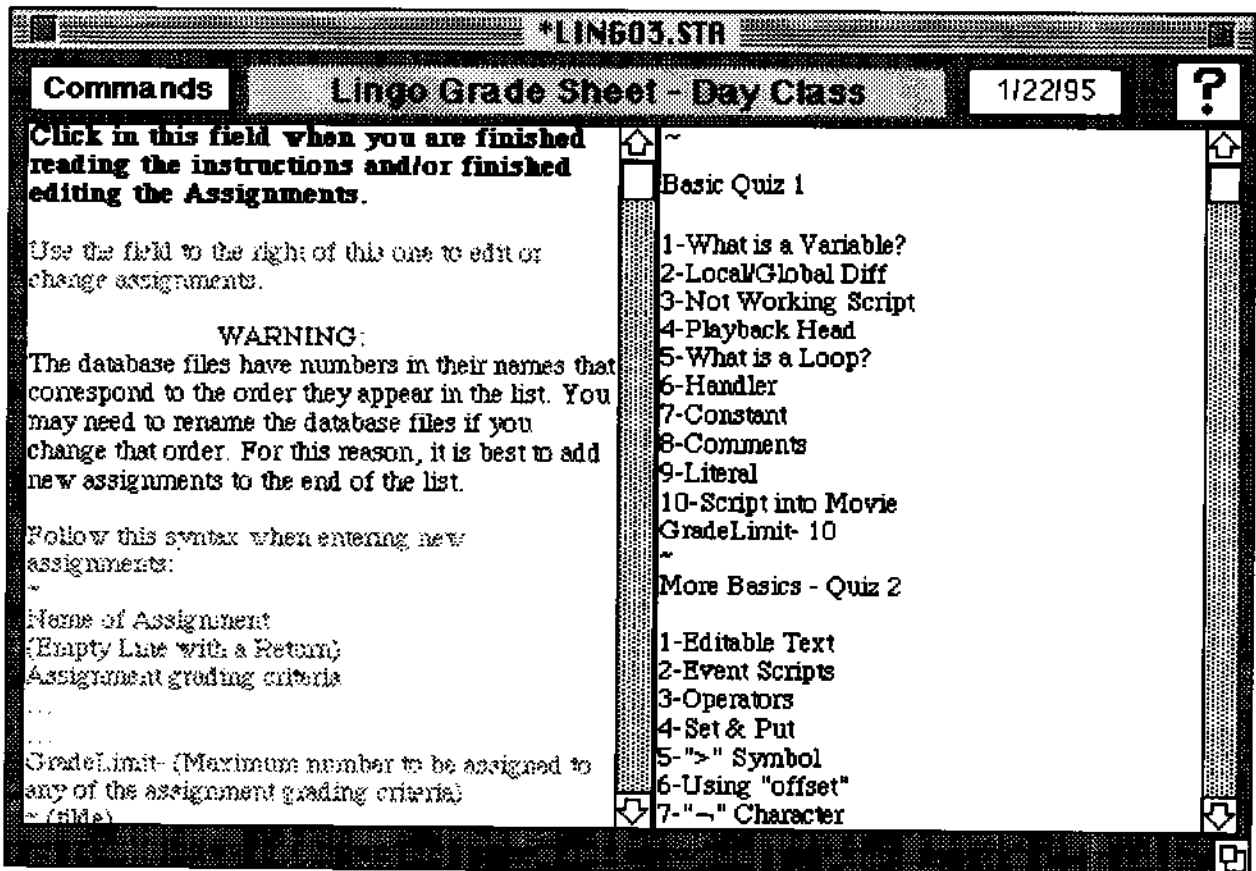 *LINGO3.STR
Commands
Lingo Grade Sheet - Day Class
1/22/95
?
Click in this field when you are finished
reading the instructions and/or finished
editing the Assignments.
Use the field to the right of this one to edit or
change assignments.
WARNING:
The database files have numbers in their names that
correspond to the order they appear in the list. You
may need to rename the database files if you
change that order. For this reason, it is best to add
new assignments to the end of the list.
Follow this syntax when entering new
assignments:
~
Name of Assignment
(Empty Line with a Return)
Assignment grading criteria
...
...
GradeLimit- (Maximum number to be assigned to
any of the assignment grading criteria)
~ (tilde)
~
Basic Quiz 1
1-What is a Variable?
2-Local/Global Diff
3-Not Working Script
4-Playback Head
5-What is a Loop?
6-Handler
7-Constant
8-Comments
9-Literal
10-Script into Movie
GradeLimit- 10
~
More Basics - Quiz 2
1-Editable Text
2-Event Scripts
3-Operators
4-Set & Put
5-">" Symbol
6-Using "offset"
7-"¬" Character